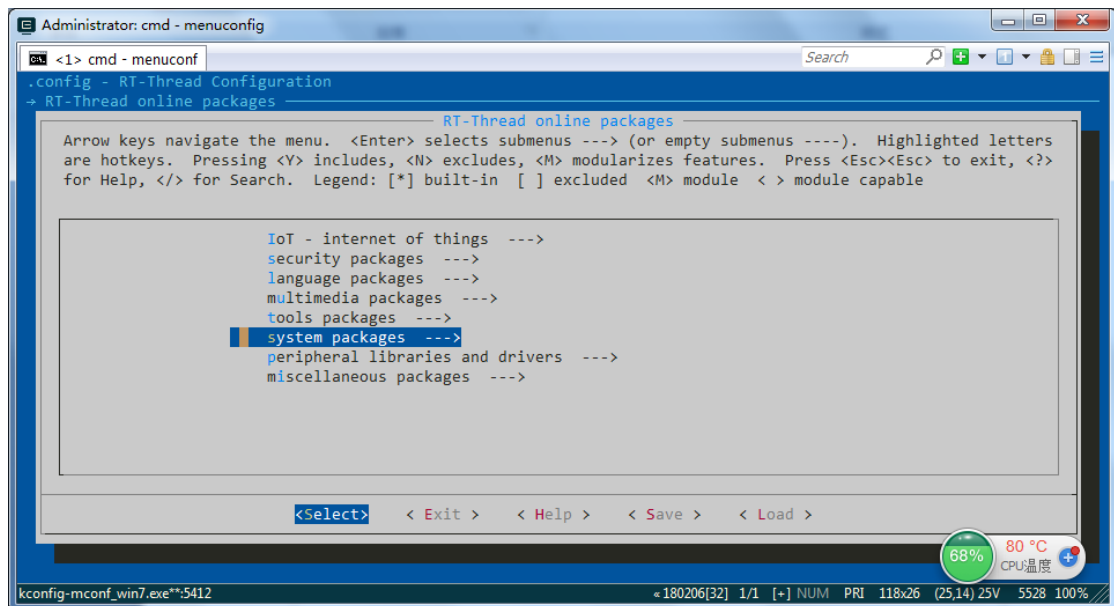 Administrator: cmd - menuconfig
<1> cmd - menuconf
Search
.config - RT-Thread Configuration
→ RT-Thread online packages
RT-Thread online packages
Arrow keys navigate the menu. <Enter> selects submenus ---> (or empty submenus ----). Highlighted letters
are hotkeys. Pressing <Y> includes, <N> excludes, <M> modularizes features. Press <Esc><Esc> to exit, <?>
for Help, </> for Search. Legend: [*] built-in [ ] excluded <M> module < > module capable
IoT - internet of things --->
security packages --->
language packages --->
multimedia packages --->
tools packages --->
system packages --->
peripheral libraries and drivers --->
miscellaneous packages --->
<Select> < Exit > < Help > < Save > < Load >
68% 80 °C
CPU温度
kconfig-mconf_win7.exe**:5412 « 180206[32] 1/1 [+] NUM PRI 118x26 (25,14) 25V 5528 100%